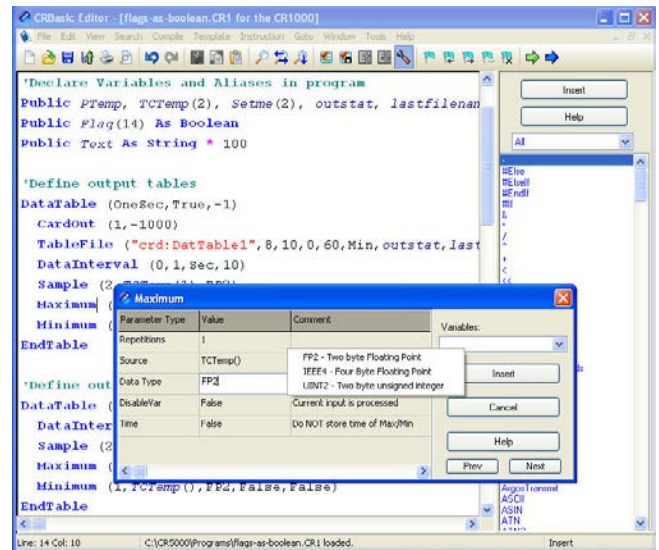 CRBasic Editor - [flags-as-boolean.CR1 for the CR1000]
File Edit View Search Compile Template Instruction Goto Window Tools Help
'Declare Variables and Aliases in program
Public PTemp, TCTemp(2), Setme(2), outstat, lastfilenam
Public Flag(14) As Boolean
Public Text As String * 100
'Define output tables
DataTable (OneSec,True,-1)
CardOut (1,-1000)
TableFile ("crd:DatTable1",8,10,0,60,Min,outstat,last
DataInterval (0,1,Sec,10)
Sample (2,TCTemp(1),FP2)
Maximum (
Minimum (
EndTable
'Define out
DataTable (
DataInter
Sample (2
Maximum (
Minimum (1,TCTemp(),FP2,False,False)
EndTable
Insert
Help
All
#Else
#ElseIf
#EndIf
#If
&
*
/
^
+
<
<<
ArgosTransmit
ASCII
ASIN
ATN
Maximum
Parameter Type Value Comment
Repetitions 1
Source TCTemp()
Data Type FP2
DisableVar False Current input is processed
Time False Do NOT store time of Max/Min
FP2 - Two byte Floating Point
IEEE4 - Four Byte Floating Point
UINT2 - Two byte unsigned integer
Variables:
Insert
Cancel
Help
Prev Next
Line: 14 Col: 10 C:\CR5000\Programs\flags-as-boolean.CR1 loaded. Insert